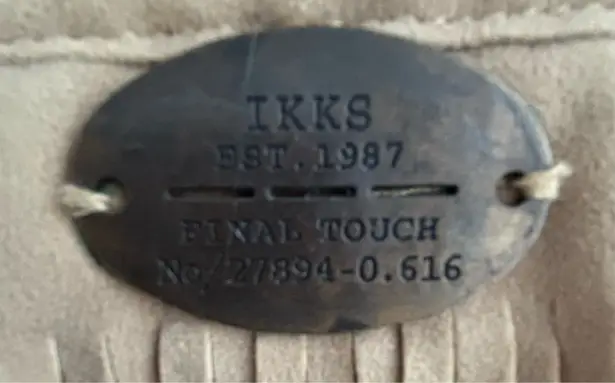 IKKS
EST.1987
FINAL TOUCH
No/27894-0.616